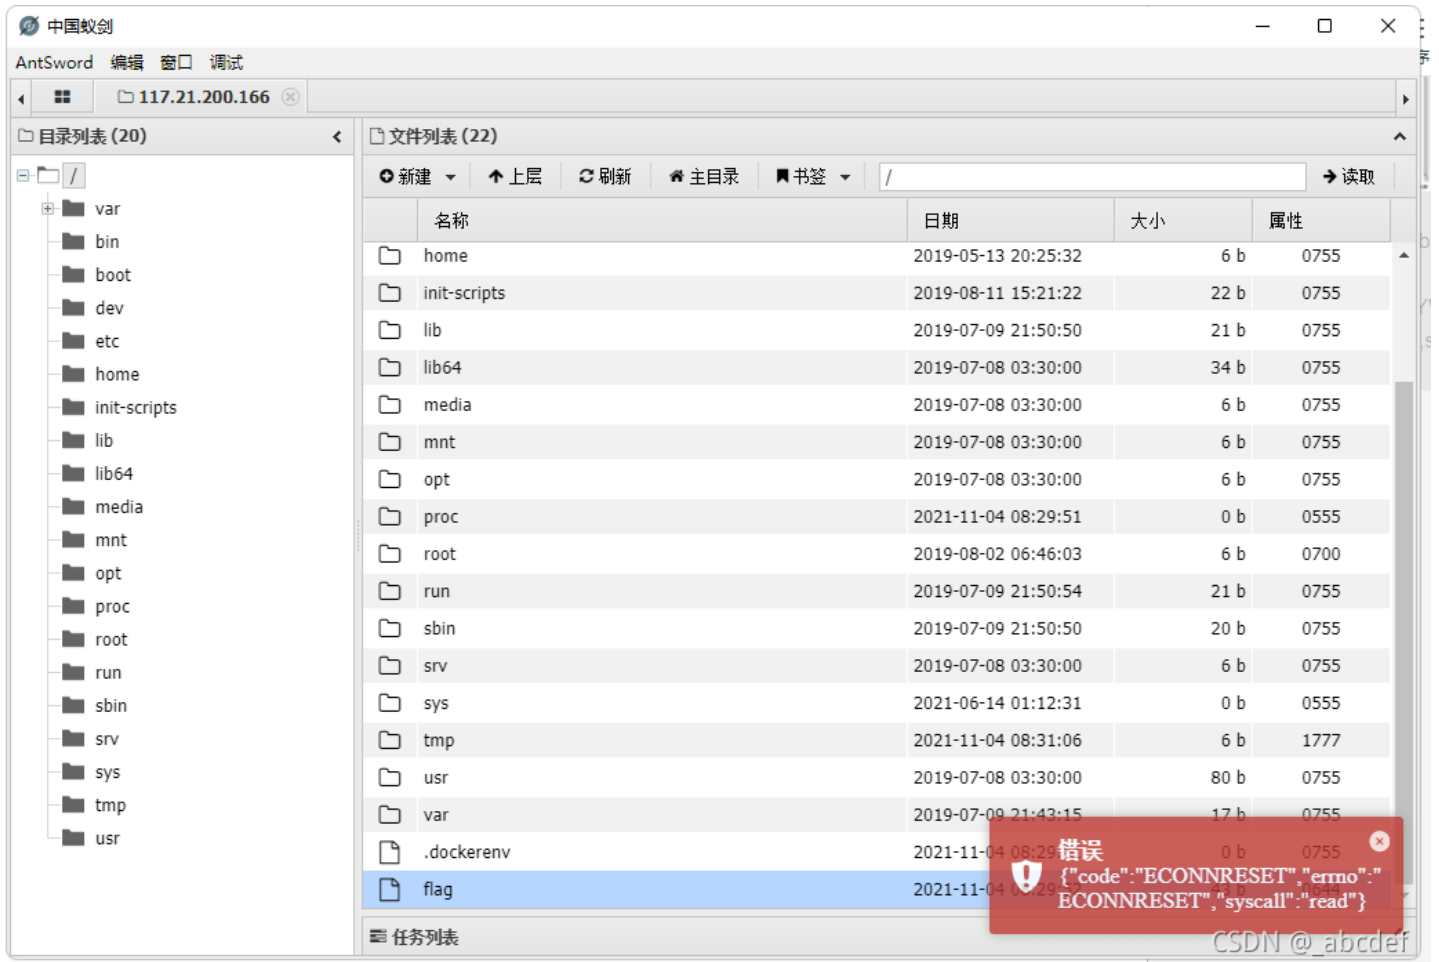 中国蚁剑
AntSword 编辑 窗口 调试
117.21.200.166
目录列表 (20)
/
var
bin
boot
dev
etc
home
init-scripts
lib
lib64
media
mnt
opt
proc
root
run
sbin
srv
sys
tmp
usr
文件列表 (22)
新建 上层 刷新 主目录 书签 / 读取
名称 日期 大小 属性
home 2019-05-13 20:25:32 6 b 0755
init-scripts 2019-08-11 15:21:22 22 b 0755
lib 2019-07-09 21:50:50 21 b 0755
lib64 2019-07-08 03:30:00 34 b 0755
media 2019-07-08 03:30:00 6 b 0755
mnt 2019-07-08 03:30:00 6 b 0755
opt 2019-07-08 03:30:00 6 b 0755
proc 2021-11-04 08:29:51 0 b 0555
root 2019-08-02 06:46:03 6 b 0700
run 2019-07-09 21:50:54 21 b 0755
sbin 2019-07-09 21:50:50 20 b 0755
srv 2019-07-08 03:30:00 6 b 0755
sys 2021-06-14 01:12:31 0 b 0555
tmp 2021-11-04 08:31:06 6 b 1777
usr 2019-07-08 03:30:00 80 b 0755
var 2019-07-09 21:43:15 17 b 0755
.dockerenv 2021-11-04 0 b 0755
flag 2021-11-04 43 b 0644
错误
{"code":"ECONNRESET","errno":"
ECONNRESET","syscall":"read"}
任务列表
CSDN @_abcdef